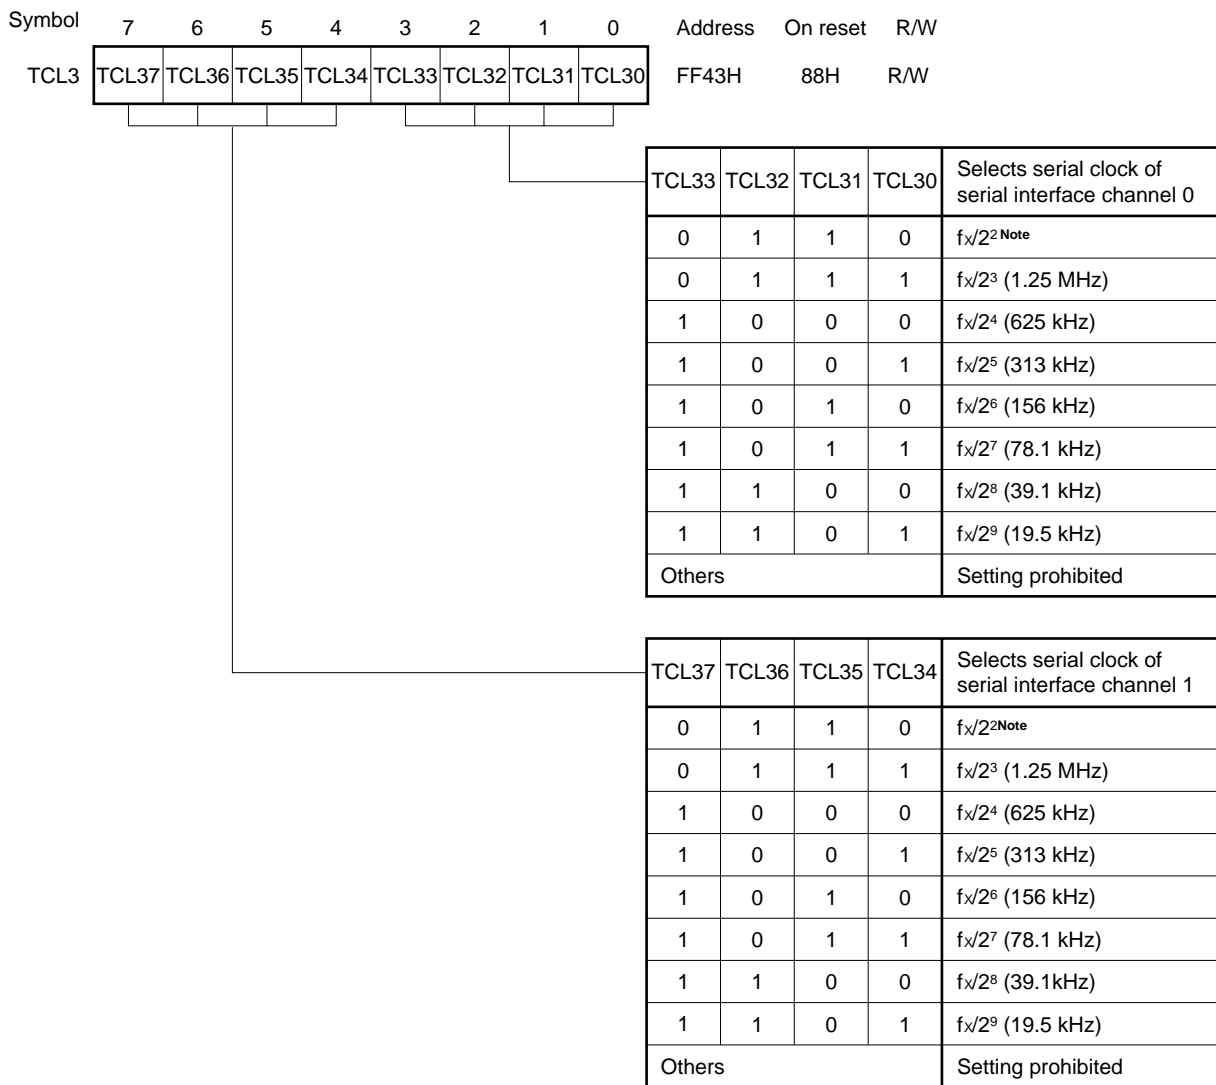 Symbol 7 6 5 4 3 2 1 0 Address On reset R/W
TCL3 TCL37 TCL36 TCL35 TCL34 TCL33 TCL32 TCL31 TCL30 FF43H 88H R/W
TCL33 TCL32 TCL31 TCL30 Selects serial clock of
serial interface channel 0
0 1 1 0 fx/2² Note
0 1 1 1 fx/2³ (1.25 MHz)
1 0 0 0 fx/2⁴ (625 kHz)
1 0 0 1 fx/2⁵ (313 kHz)
1 0 1 0 fx/2⁶ (156 kHz)
1 0 1 1 fx/2⁷ (78.1 kHz)
1 1 0 0 fx/2⁸ (39.1 kHz)
1 1 0 1 fx/2⁹ (19.5 kHz)
Others Setting prohibited
TCL37 TCL36 TCL35 TCL34 Selects serial clock of
serial interface channel 1
0 1 1 0 fx/2²Note
0 1 1 1 fx/2³ (1.25 MHz)
1 0 0 0 fx/2⁴ (625 kHz)
1 0 0 1 fx/2⁵ (313 kHz)
1 0 1 0 fx/2⁶ (156 kHz)
1 0 1 1 fx/2⁷ (78.1 kHz)
1 1 0 0 fx/2⁸ (39.1kHz)
1 1 0 1 fx/2⁹ (19.5 kHz)
Others Setting prohibited